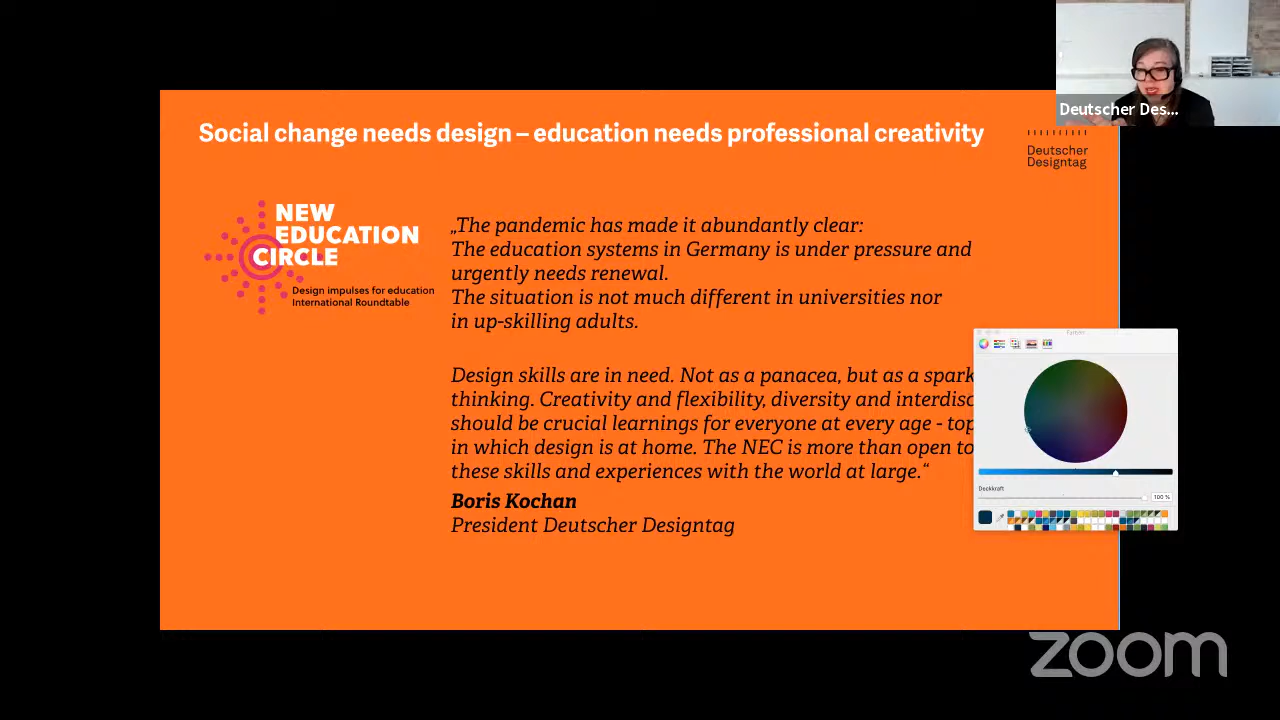 Deutscher Des...
Social change needs design – education needs professional creativity
Deutscher
Designtag
NEW
EDUCATION
CIRCLE
Design impulses for education
International Roundtable
„The pandemic has made it abundantly clear:
The education systems in Germany is under pressure and
urgently needs renewal.
The situation is not much different in universities nor
in up-skilling adults.
Design skills are in need. Not as a panacea, but as a spark
thinking. Creativity and flexibility, diversity and interdisc
should be crucial learnings for everyone at every age - top
in which design is at home. The NEC is more than open to
these skills and experiences with the world at large.“
Boris Kochan
President Deutscher Designtag
Deckkraft
100 %
zoom